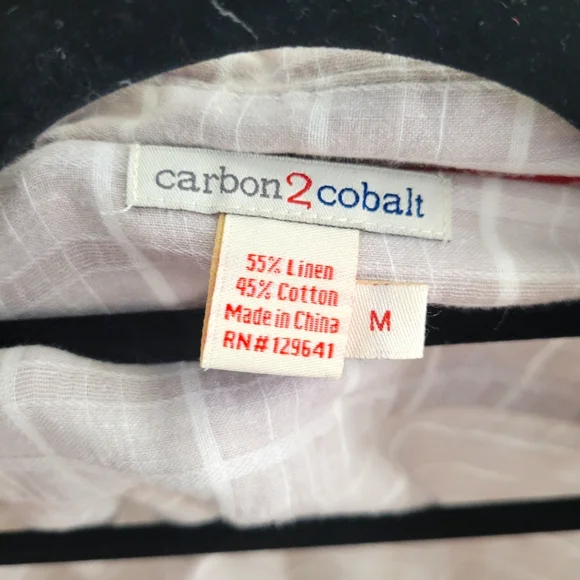 carbon2cobalt
55% Linen
45% Cotton
Made in China
RN# 129641
M